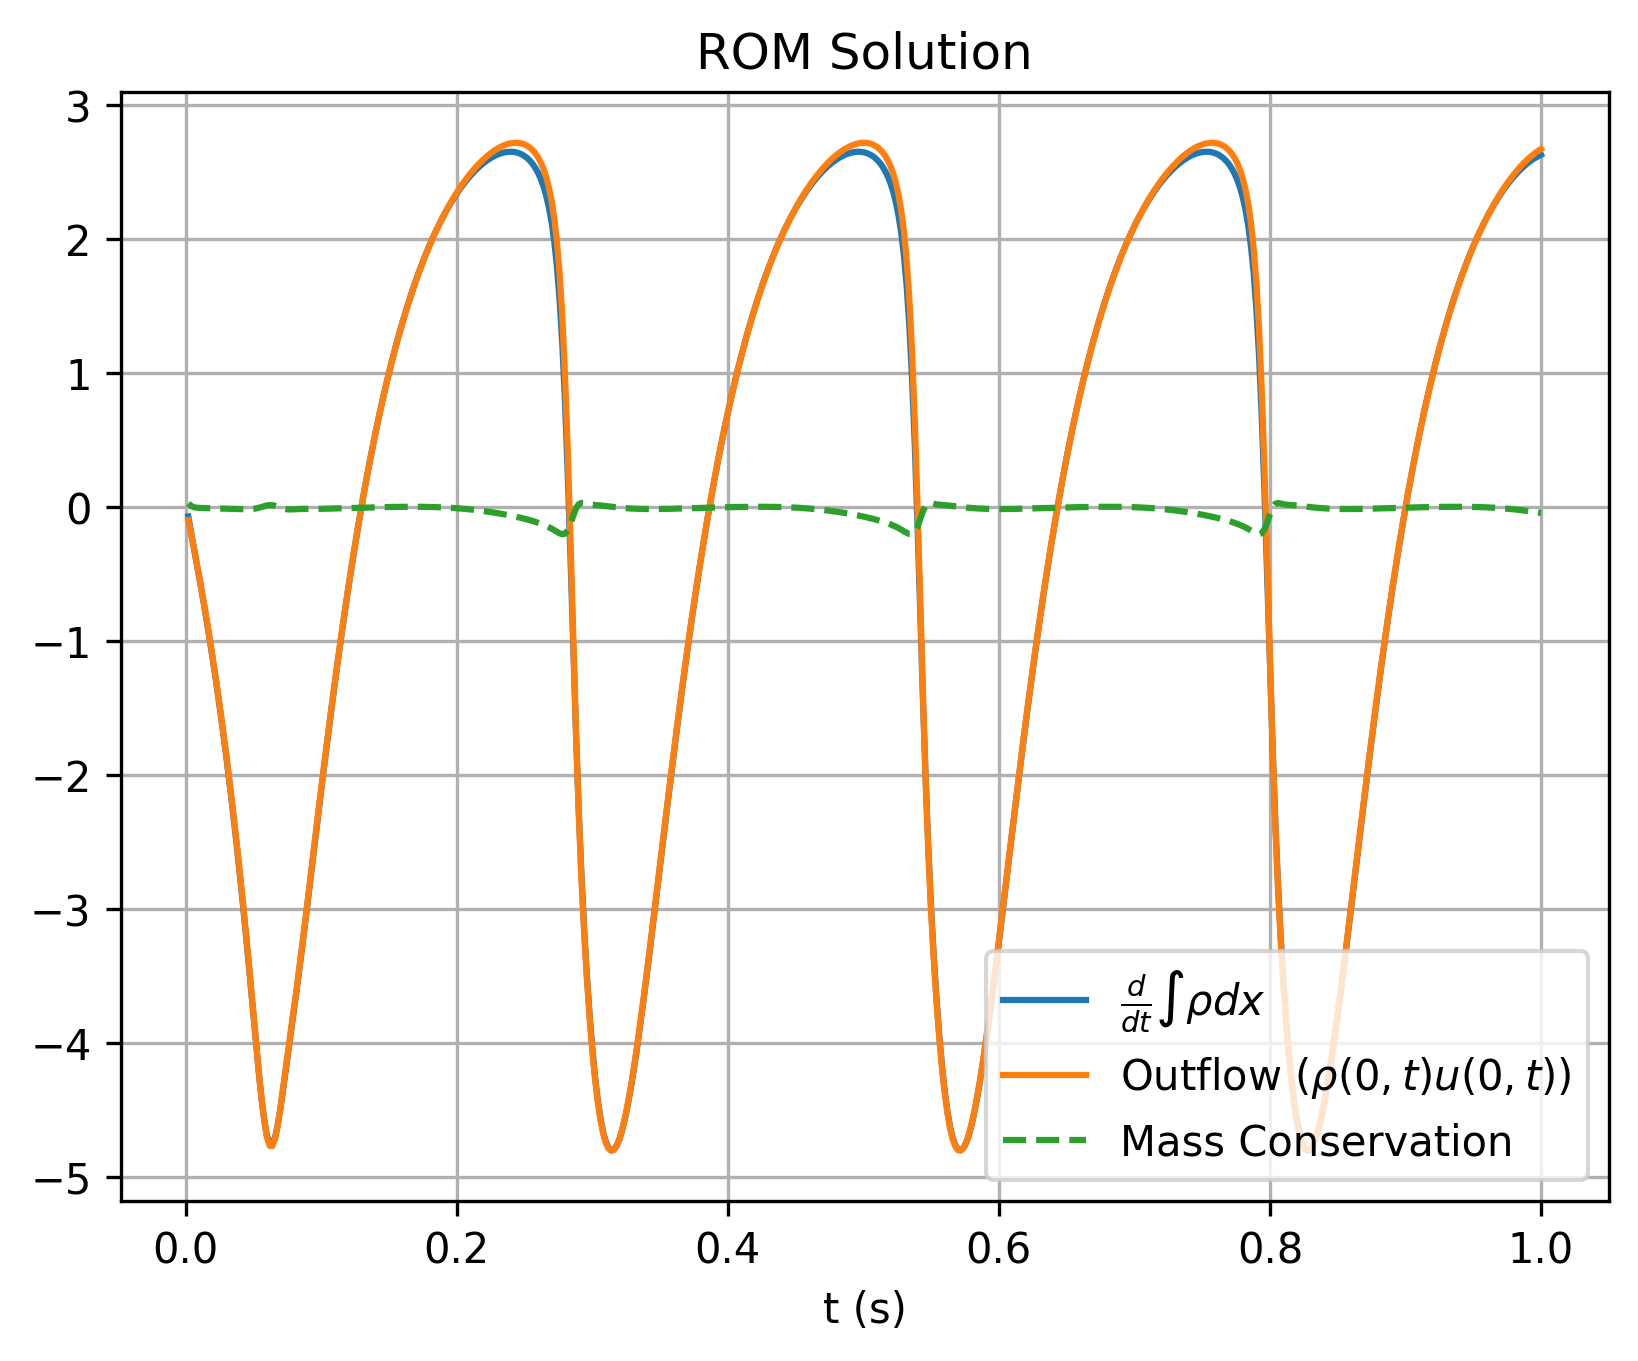 ROM Solution
3
2
1
0
−1
−2
−3
−4
−5
d/dt ∫ρdx
Outflow (ρ(0, t)u(0, t))
Mass Conservation
0.0 0.2 0.4 0.6 0.8 1.0
t (s)